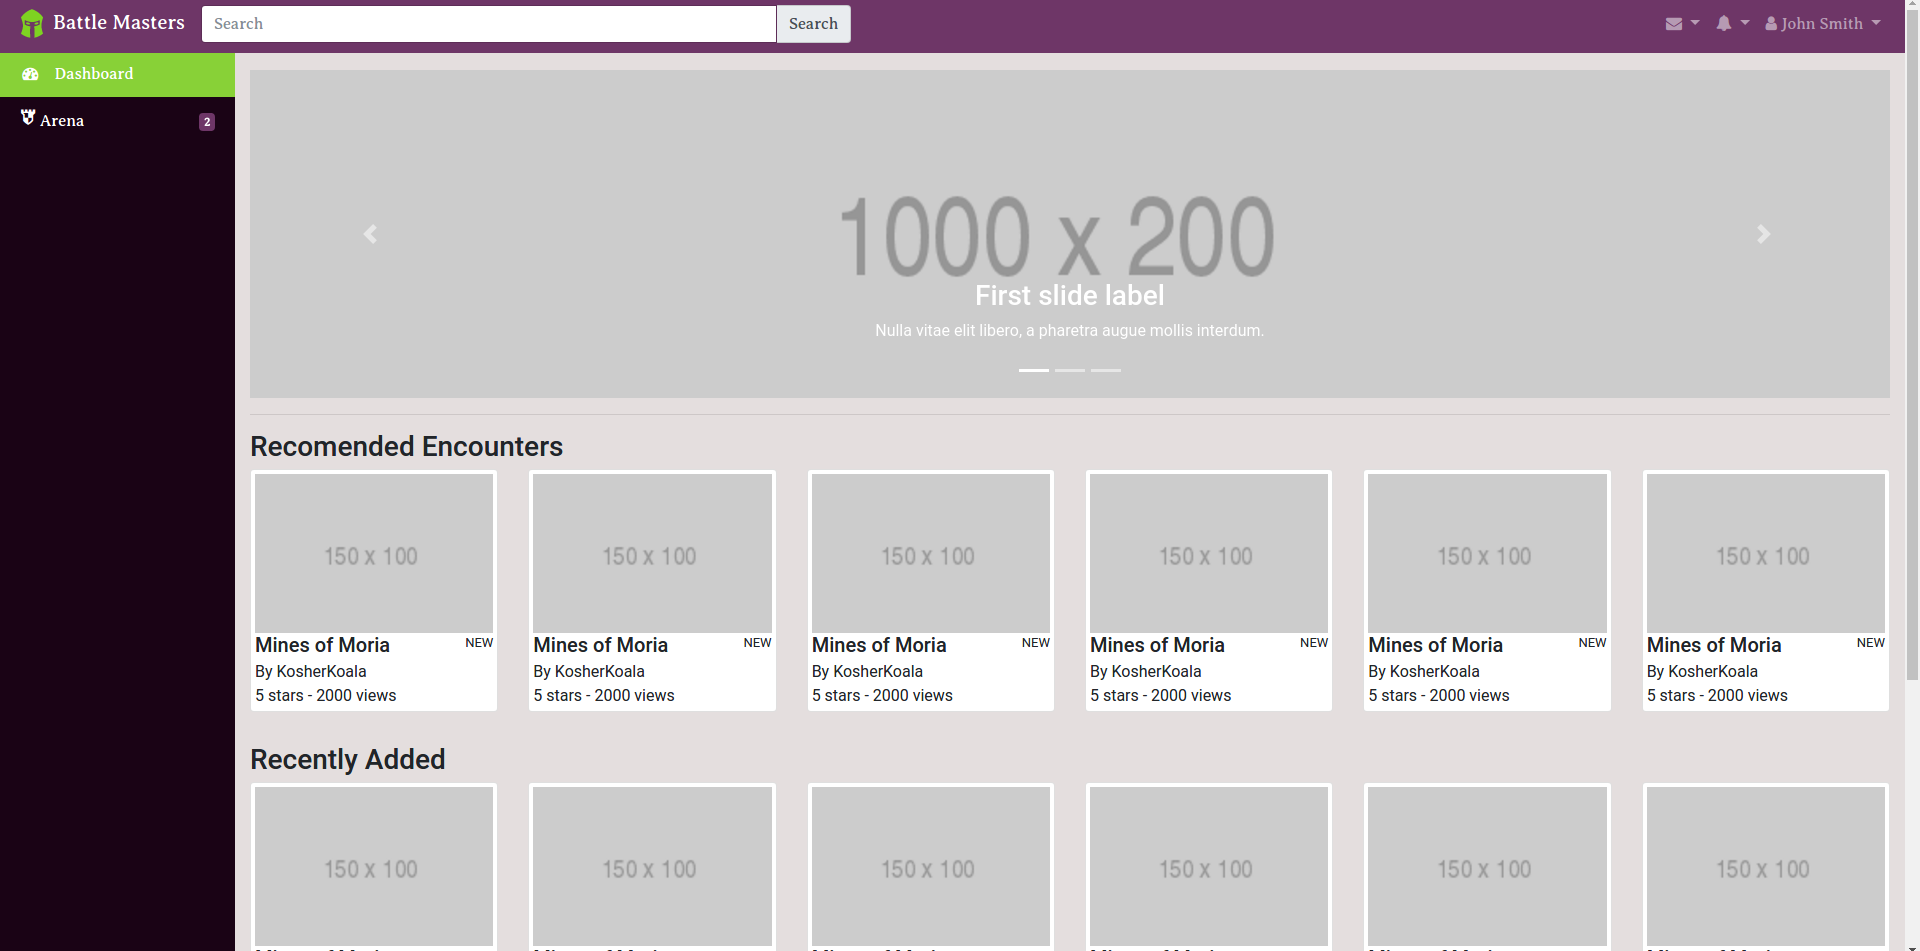 Battle Masters
Search
Search
John Smith
Dashboard
Arena
2
1000 x 200
First slide label
Nulla vitae elit libero, a pharetra augue mollis interdum.
Recomended Encounters
150 x 100
150 x 100
150 x 100
150 x 100
150 x 100
150 x 100
Mines of Moria NEW
By KosherKoala
5 stars - 2000 views
Mines of Moria NEW
By KosherKoala
5 stars - 2000 views
Mines of Moria NEW
By KosherKoala
5 stars - 2000 views
Mines of Moria NEW
By KosherKoala
5 stars - 2000 views
Mines of Moria NEW
By KosherKoala
5 stars - 2000 views
Mines of Moria NEW
By KosherKoala
5 stars - 2000 views
Recently Added
150 x 100
150 x 100
150 x 100
150 x 100
150 x 100
150 x 100